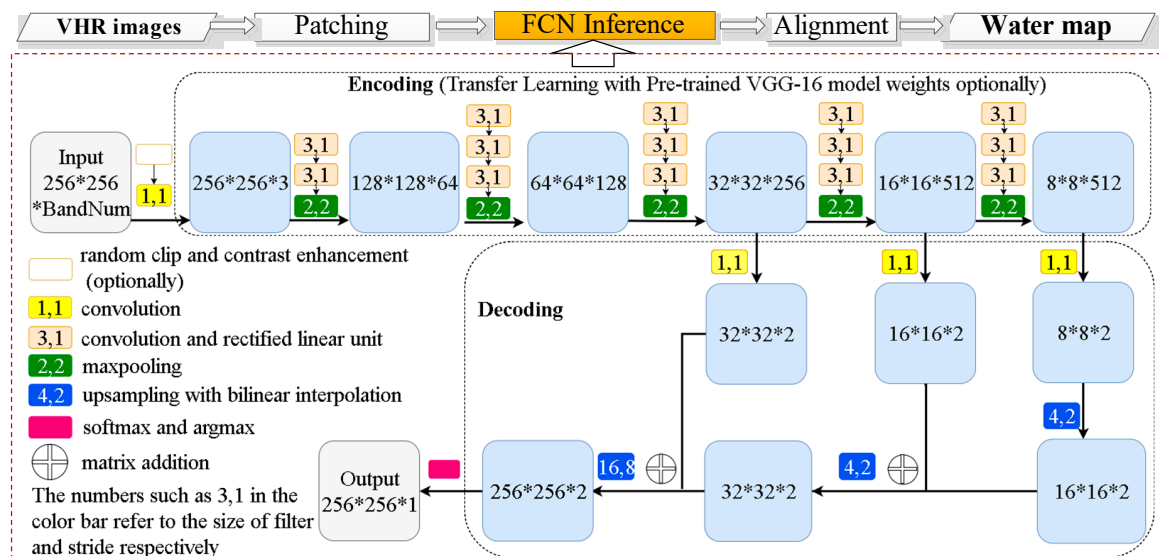 VHR images
Patching
FCN Inference
Alignment
Water map
Encoding (Transfer Learning with Pre-trained VGG-16 model weights optionally)
Input
256*256
*BandNum
1,1
256*256*3
3,1
3,1
2,2
128*128*64
3,1
3,1
3,1
2,2
64*64*128
3,1
3,1
3,1
2,2
32*32*256
3,1
3,1
3,1
2,2
16*16*512
3,1
3,1
3,1
2,2
8*8*512
random clip and contrast enhancement
(optionally)
1,1 convolution
3,1 convolution and rectified linear unit
2,2 maxpooling
4,2 upsampling with bilinear interpolation
softmax and argmax
matrix addition
The numbers such as 3,1 in the
color bar refer to the size of filter
and stride respectively
Decoding
1,1
1,1
1,1
32*32*2
16*16*2
8*8*2
4,2
Output
256*256*1
256*256*2
16,8
32*32*2
4,2
16*16*2